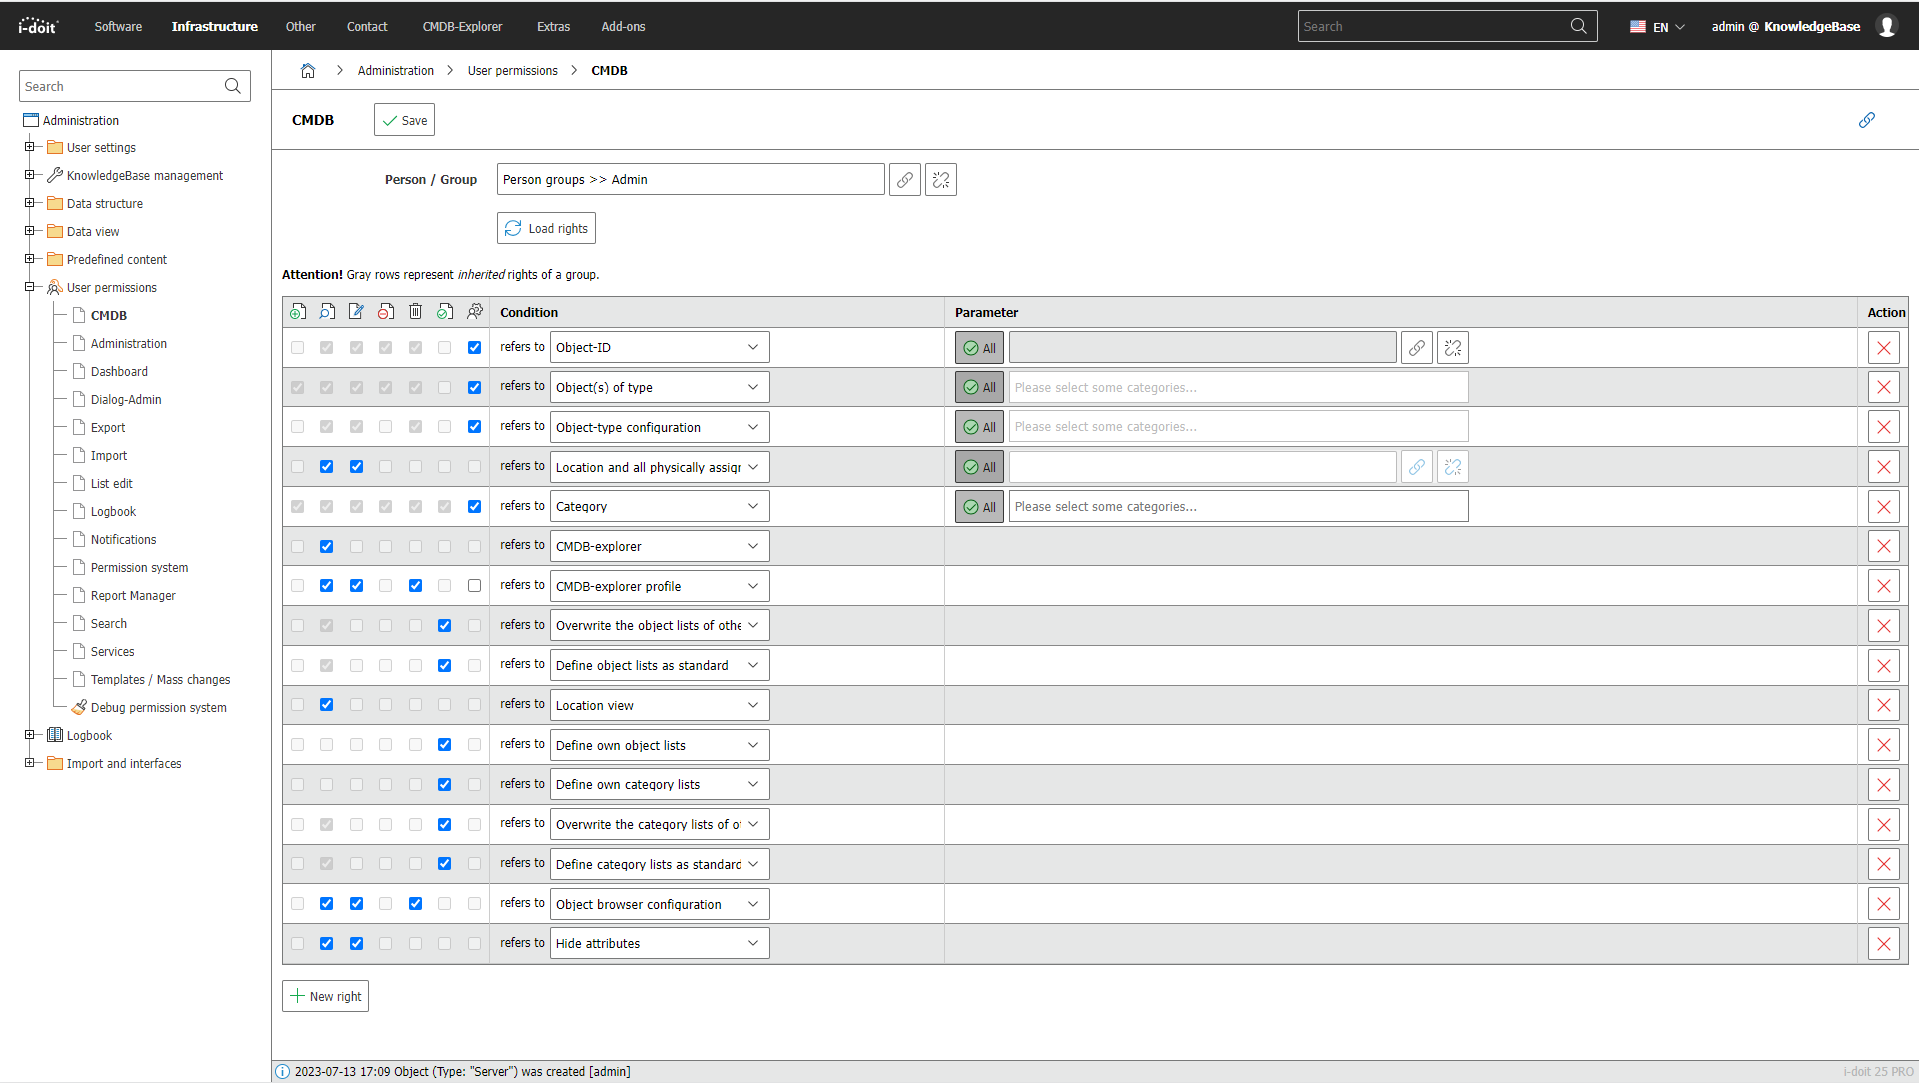 i-doit Software Infrastructure Other Contact CMDB-Explorer Extras Add-ons Search EN admin @ KnowledgeBase
Search
Administration
User settings
KnowledgeBase management
Data structure
Data view
Predefined content
User permissions
CMDB
Administration
Dashboard
Dialog-Admin
Export
Import
List edit
Logbook
Notifications
Permission system
Report Manager
Search
Services
Templates / Mass changes
Debug permission system
Logbook
Import and interfaces
Administration User permissions CMDB
CMDB Save
Person / Group Person groups >> Admin
Load rights
Attention! Gray rows represent inherited rights of a group.
Condition Parameter Action
refers to Object-ID All
refers to Object(s) of type All Please select some categories...
refers to Object-type configuration All Please select some categories...
refers to Location and all physically assign All
refers to Category All Please select some categories...
refers to CMDB-explorer
refers to CMDB-explorer profile
refers to Overwrite the object lists of othe
refers to Define object lists as standard
refers to Location view
refers to Define own object lists
refers to Define own category lists
refers to Overwrite the category lists of o
refers to Define category lists as standard
refers to Object browser configuration
refers to Hide attributes
New right
2023-07-13 17:09 Object (Type: "Server") was created [admin] i-doit 25 PRO